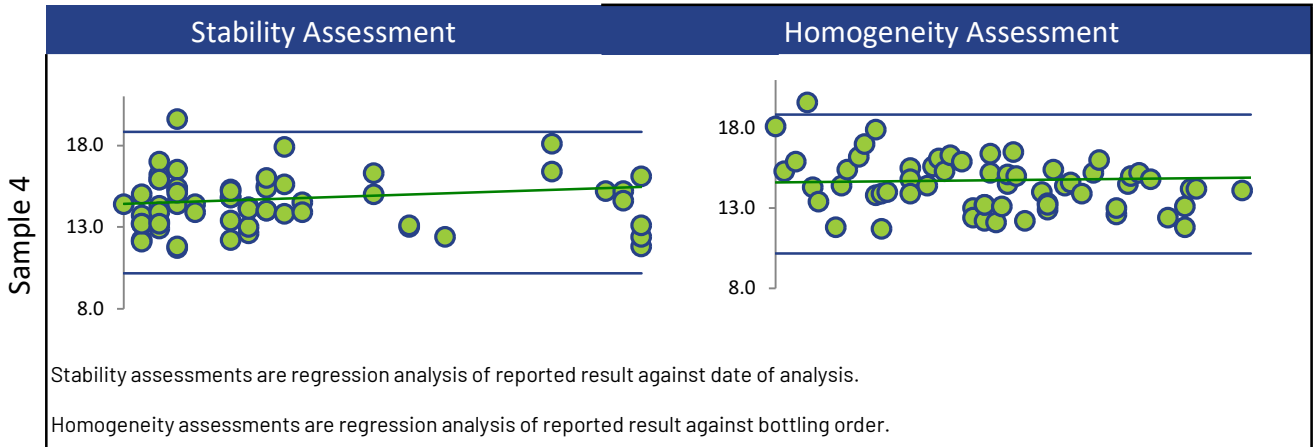 Stability Assessment
Homogeneity Assessment
Sample 4
18.0
13.0
8.0
18.0
13.0
8.0
Stability assessments are regression analysis of reported result against date of analysis.
Homogeneity assessments are regression analysis of reported result against bottling order.